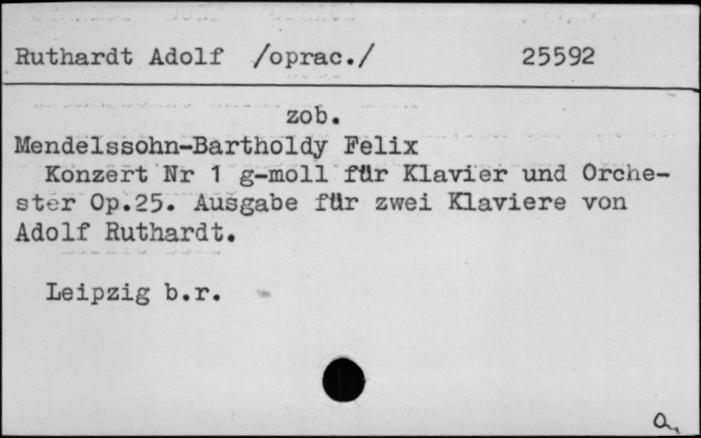 Ruthardt Adolf /oprac./ 25592
zob.
Mendelssohn-Bartholdy Felix
Konzert Nr 1 g-moll für Klavier und Orche-
ster Op.25. Ausgabe für zwei Klaviere von
Adolf Ruthardt.
Leipzig b.r.